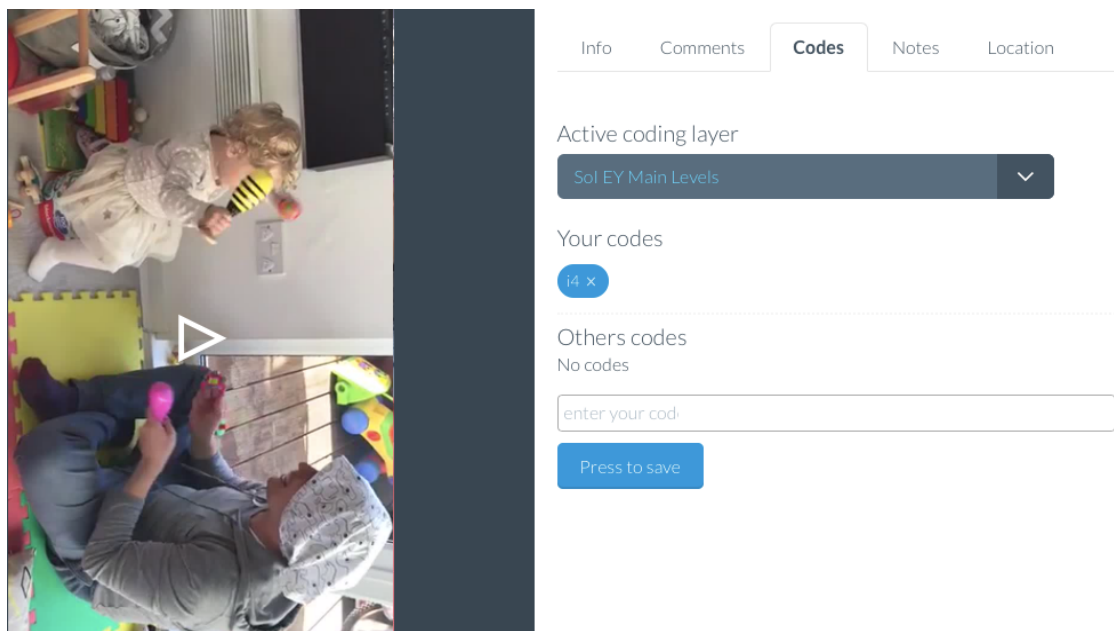 Info Comments Codes Notes Location
Active coding layer
SoI EY Main Levels
Your codes
i4 ×
Others codes
No codes
enter your cod
Press to save